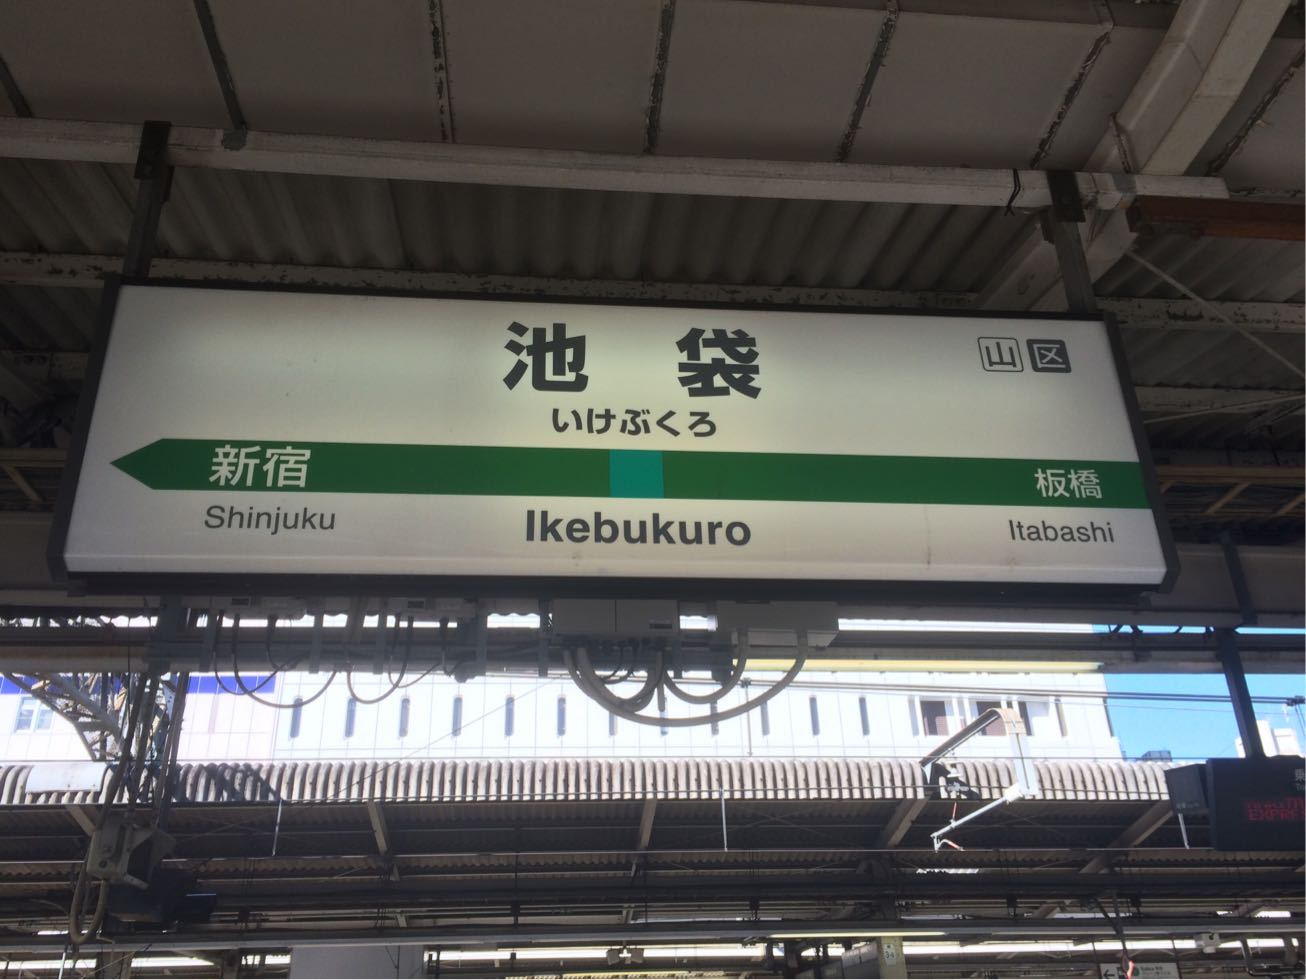 池袋
山 区
いけぶくろ
新宿
板橋
Shinjuku
Ikebukuro
Itabashi